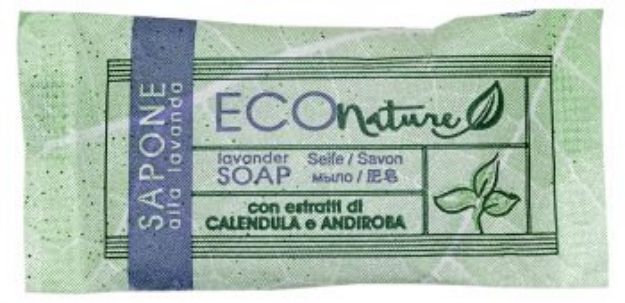 SAPONE
alla lavanda
ECOnature
lavander Seife / Savon
SOAP мыло / 肥皂
con estratti di
CALENDULA e ANDIROBA